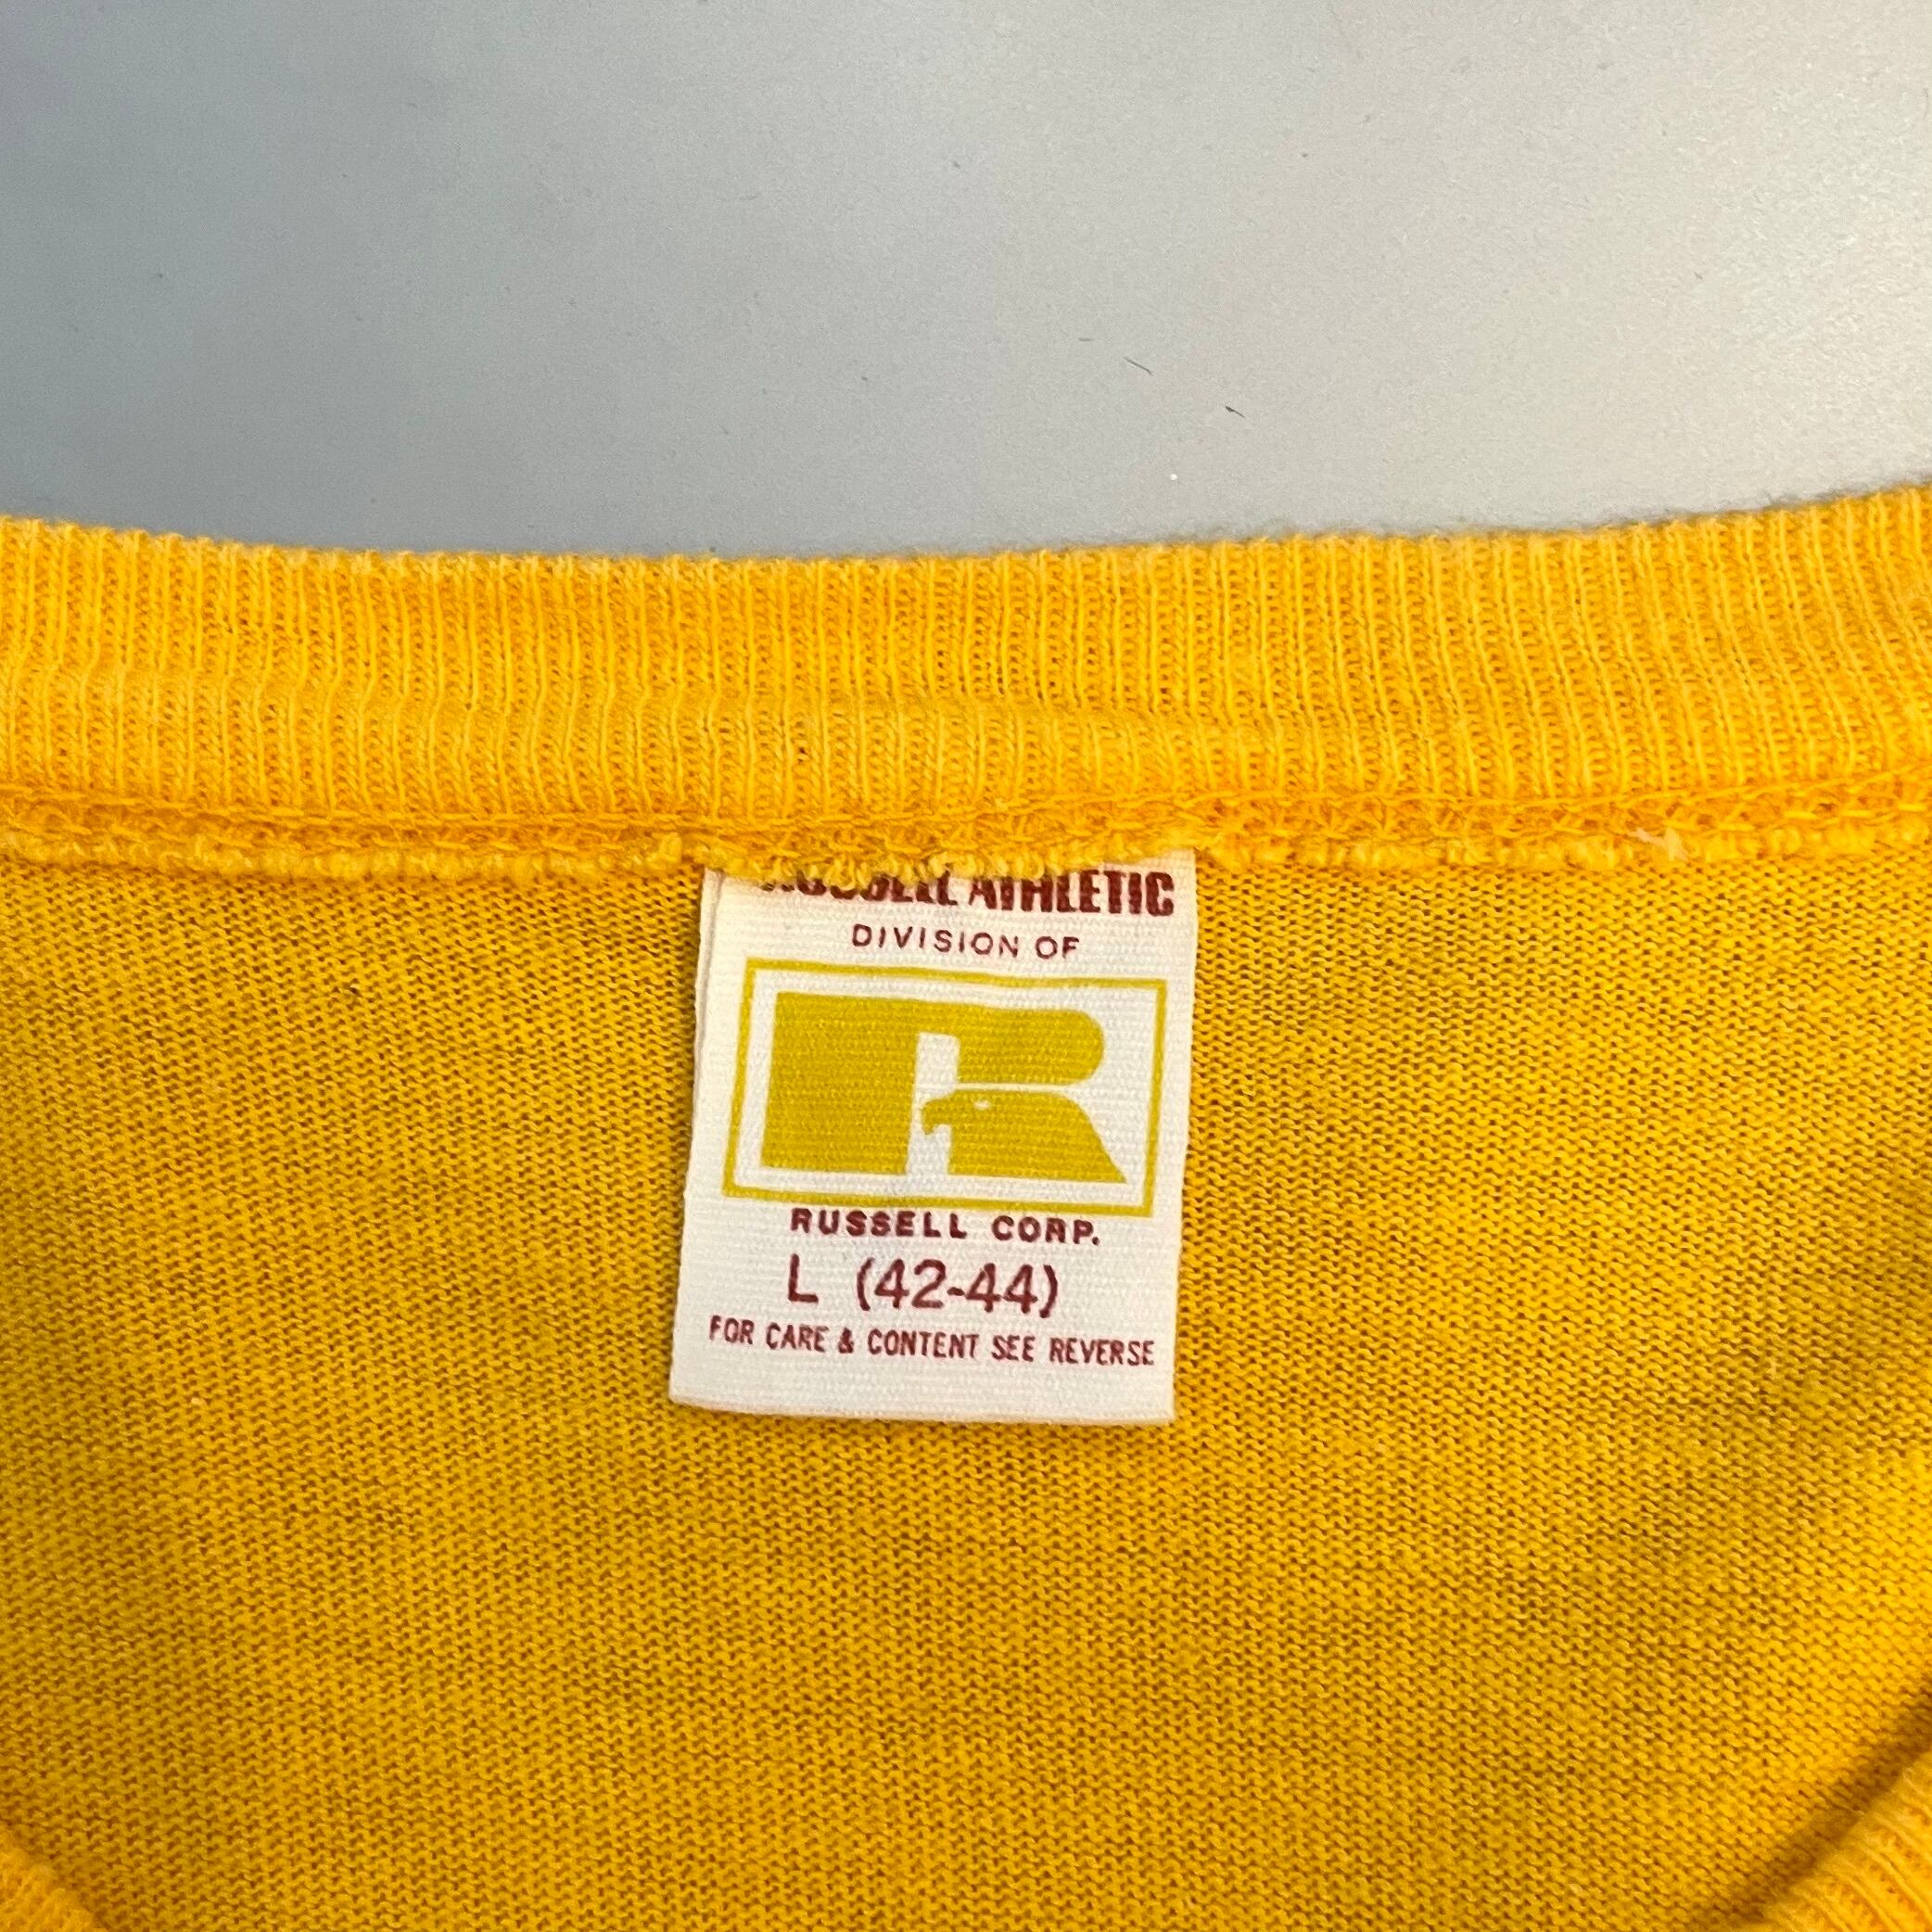 RUSSELL ATHLETIC
DIVISION OF
R
RUSSELL CORP.
L (42-44)
FOR CARE & CONTENT SEE REVERSE